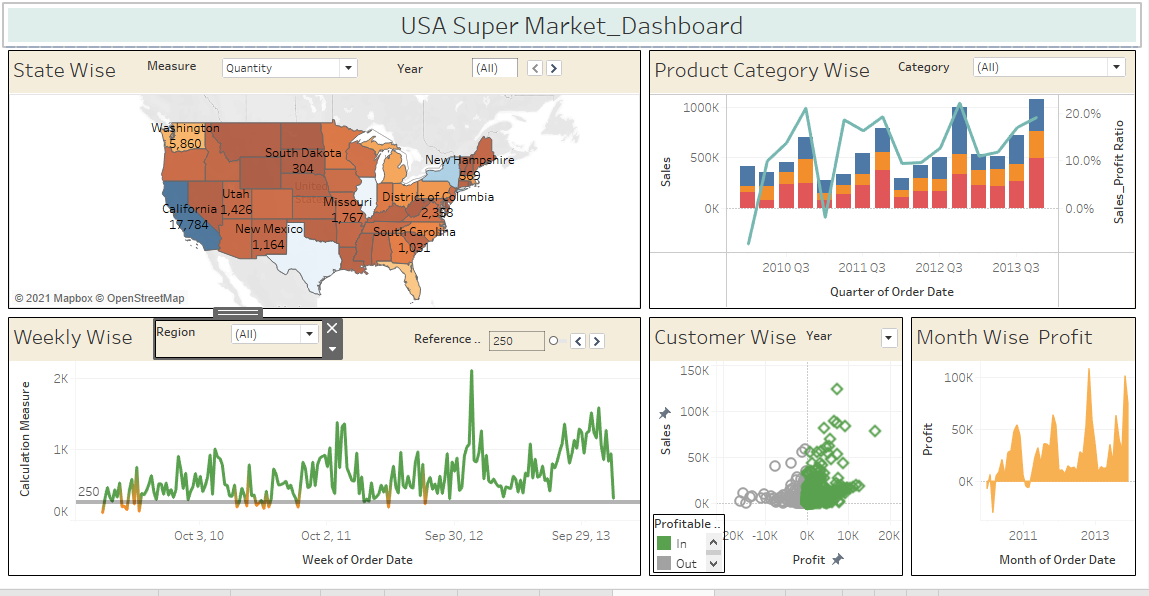 USA Super Market_Dashboard
State Wise
Measure
Quantity
Year
(All)
Washington
5,860
South Dakota
304
New Hampshire
569
United
States
Utah
1,426
Missouri
1,767
District of Columbia
2,358
California
17,784
New Mexico
1,164
South Carolina
1,031
© 2021 Mapbox © OpenStreetMap
Product Category Wise
Category
(All)
1000K
500K
0K
Sales
20.0%
10.0%
0.0%
Sales_Profit Ratio
2010 Q3
2011 Q3
2012 Q3
2013 Q3
Quarter of Order Date
Weekly Wise
Region
(All)
Reference ..
250
Calculation Measure
2K
1K
250
0K
Oct 3, 10
Oct 2, 11
Sep 30, 12
Sep 29, 13
Week of Order Date
Customer Wise
Year
150K
100K
50K
0K
Sales
Profitable ..
In
Out
20K
-10K
0K
10K
20K
Profit
Month Wise Profit
100K
50K
0K
Profit
2011
2013
Month of Order Date